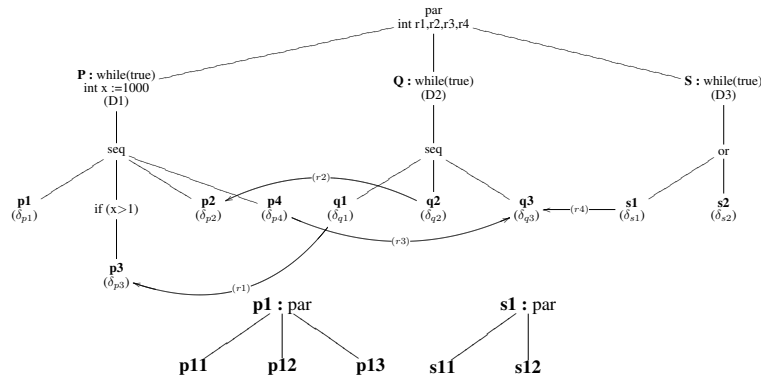 par
int r1,r2,r3,r4
P : while(true)
int x :=1000
(D1)
Q : while(true)
(D2)
S : while(true)
(D3)
seq
seq
or
p1
(δp1)
if (x>1)
p2
(δp2)
p4
(δp4)
q1
(δq1)
q2
(δq2)
q3
(δq3)
s1
(δs1)
s2
(δs2)
(r2)
(r4)
(r3)
p3
(δp3)
(r1)
p1 : par
s1 : par
p11
p12
p13
s11
s12